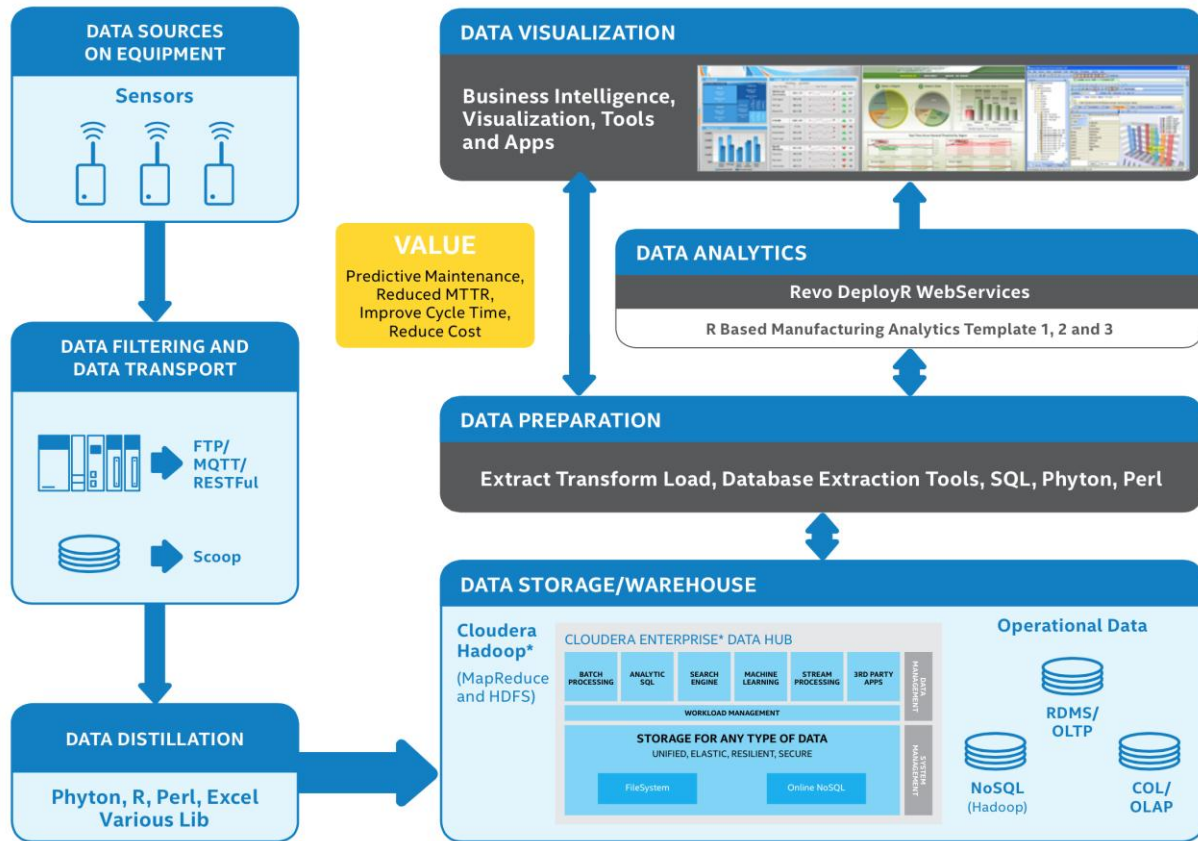 DATA SOURCES
ON EQUIPMENT
Sensors
DATA FILTERING AND
DATA TRANSPORT
FTP/
MQTT/
RESTFul
Scoop
DATA DISTILLATION
Phyton, R, Perl, Excel
Various Lib
DATA VISUALIZATION
Business Intelligence,
Visualization, Tools
and Apps
VALUE
Predictive Maintenance,
Reduced MTTR,
Improve Cycle Time,
Reduce Cost
DATA ANALYTICS
Revo DeployR WebServices
R Based Manufacturing Analytics Template 1, 2 and 3
DATA PREPARATION
Extract Transform Load, Database Extraction Tools, SQL, Phyton, Perl
DATA STORAGE/WAREHOUSE
Cloudera
Hadoop*
(MapReduce
and HDFS)
CLOUDERA ENTERPRISE* DATA HUB
BATCH
PROCESSING
ANALYTIC
SQL
SEARCH
ENGINE
MACHINE
LEARNING
STREAM
PROCESSING
3RD PARTY
APPS
WORKLOAD MANAGEMENT
DATA
MANAGEMENT
STORAGE FOR ANY TYPE OF DATA
UNIFIED, ELASTIC, RESILIENT, SECURE
FileSystem
Online NoSQL
SYSTEM
MANAGEMENT
Operational Data
RDMS/
OLTP
NoSQL
(Hadoop)
COL/
OLAP